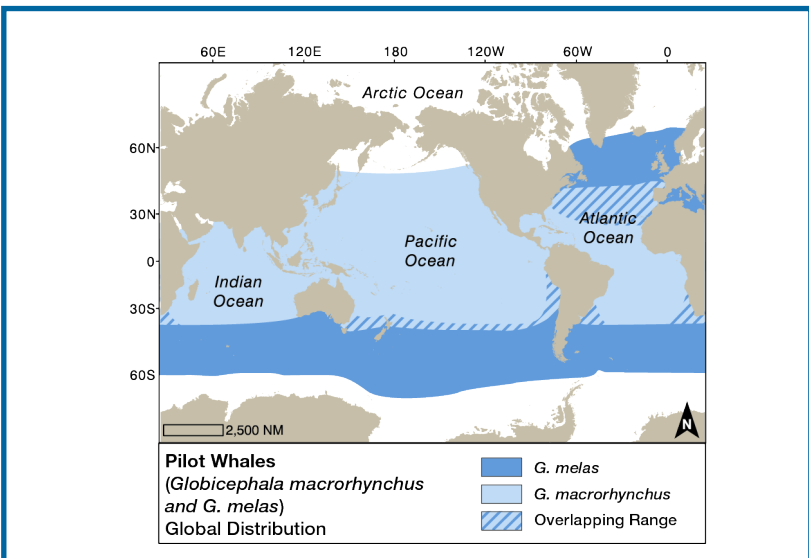 60E 120E 180 120W 60W 0
Arctic Ocean
60N
30N
Atlantic
Ocean
Pacific
Ocean
0
Indian
Ocean
30S
60S
2,500 NM
N
Pilot Whales
(Globicephala macrorhynchus
and G. melas)
Global Distribution
G. melas
G. macrorhynchus
Overlapping Range